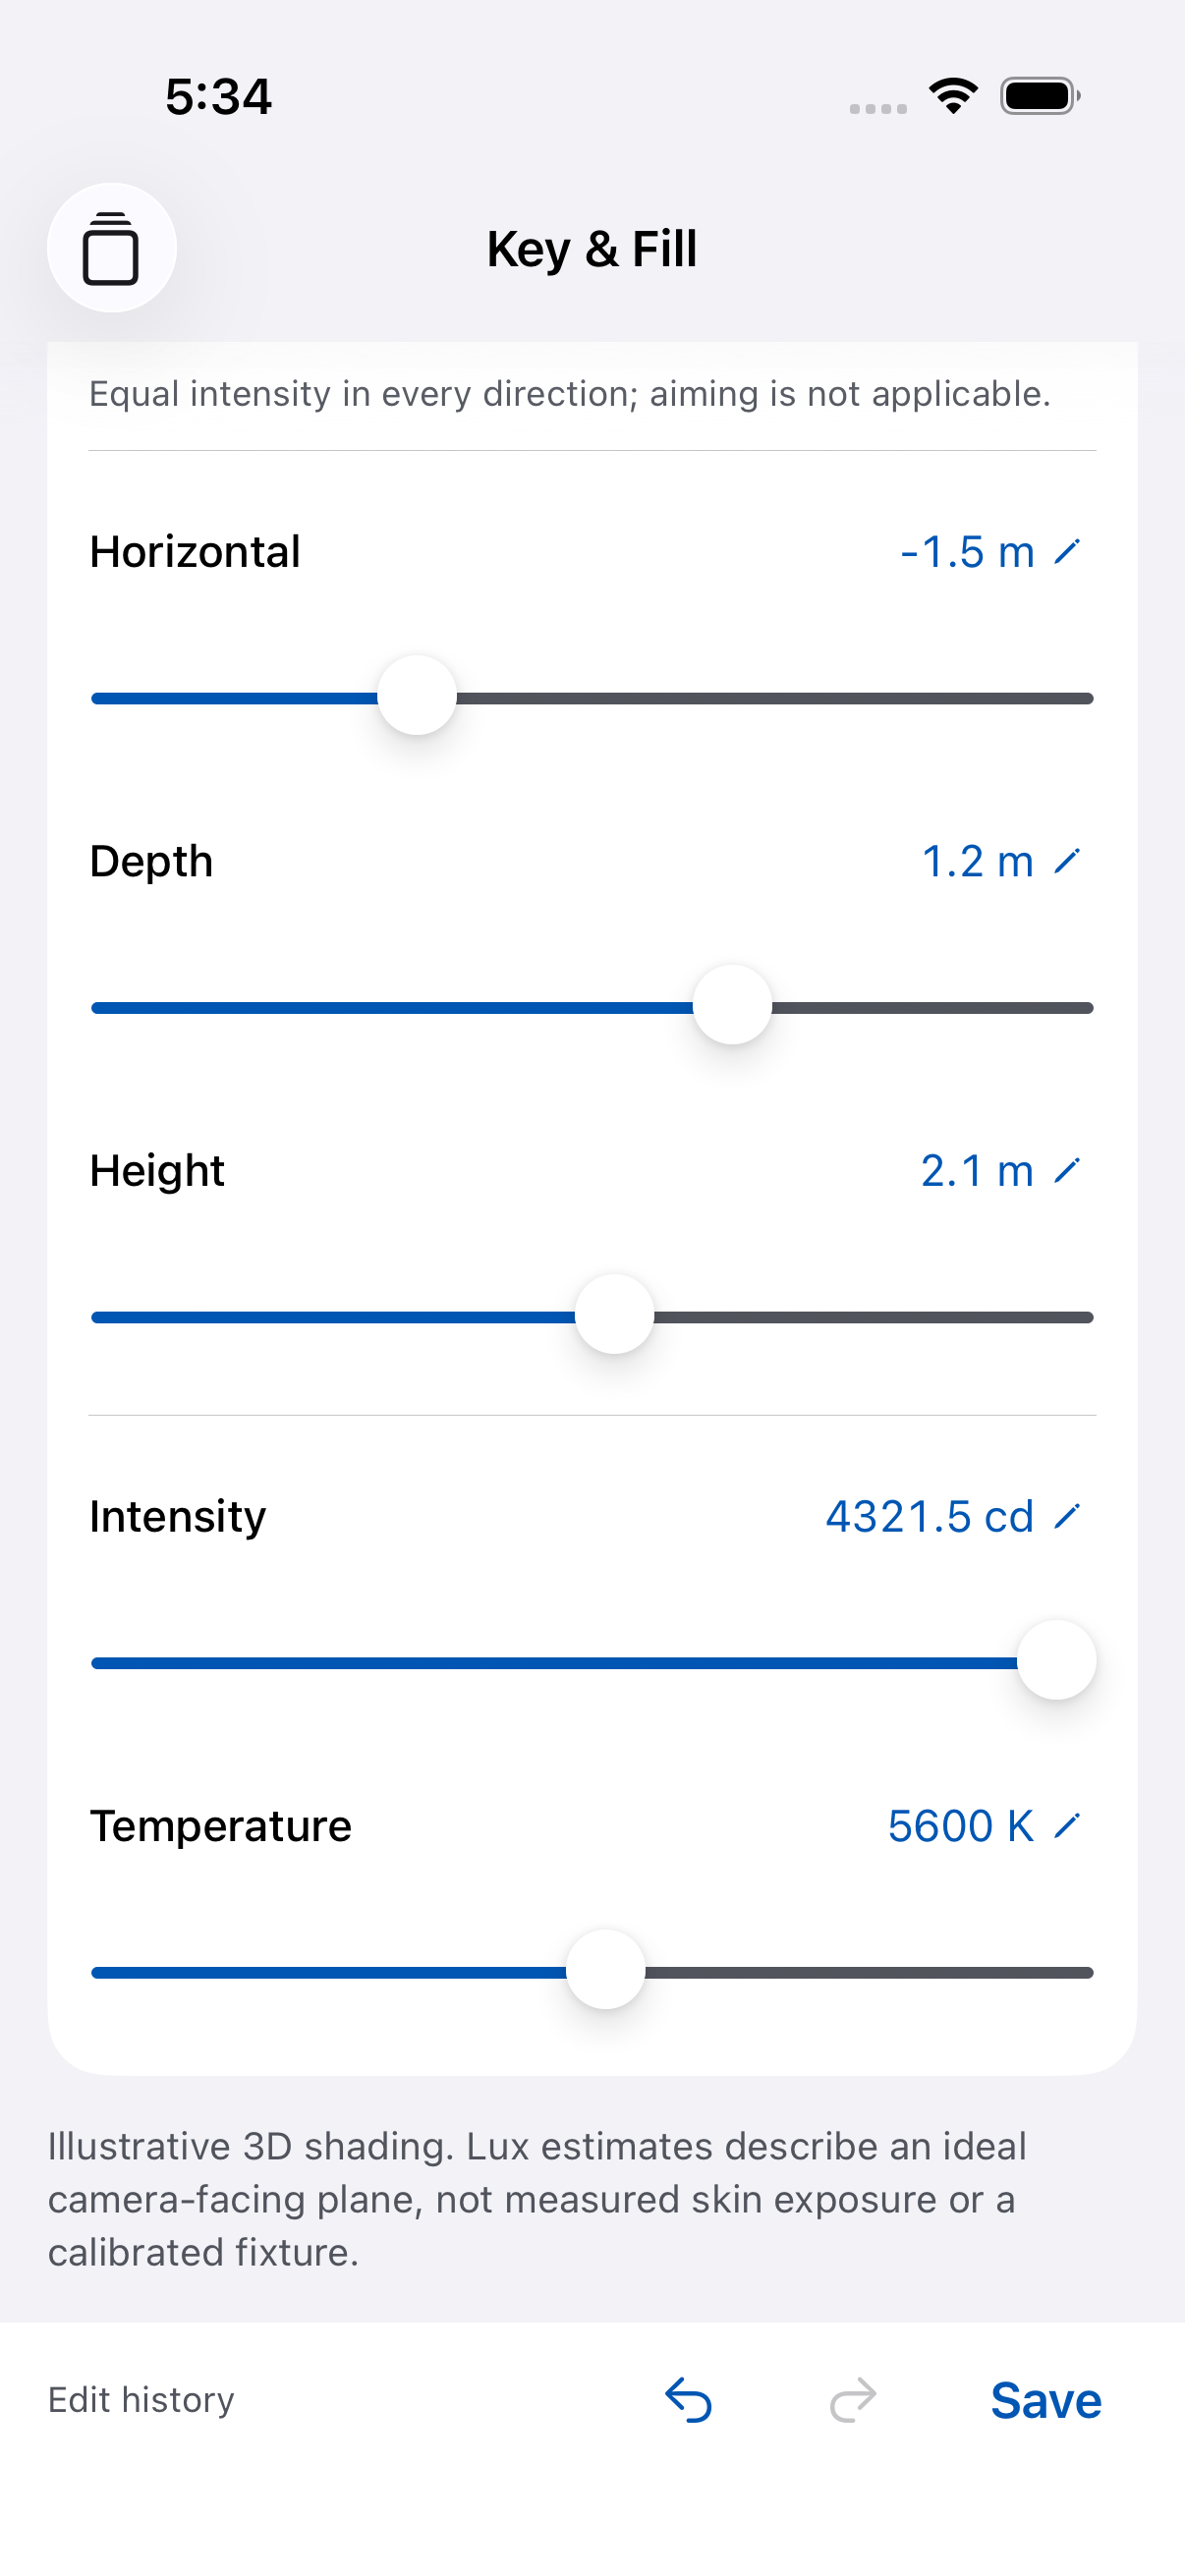 5:34
Key & Fill
Equal intensity in every direction; aiming is not applicable.
Horizontal
-1.5 m
Depth
1.2 m
Height
2.1 m
Intensity
4321.5 cd
Temperature
5600 K
Illustrative 3D shading. Lux estimates describe an ideal
camera-facing plane, not measured skin exposure or a
calibrated fixture.
Edit history
Save